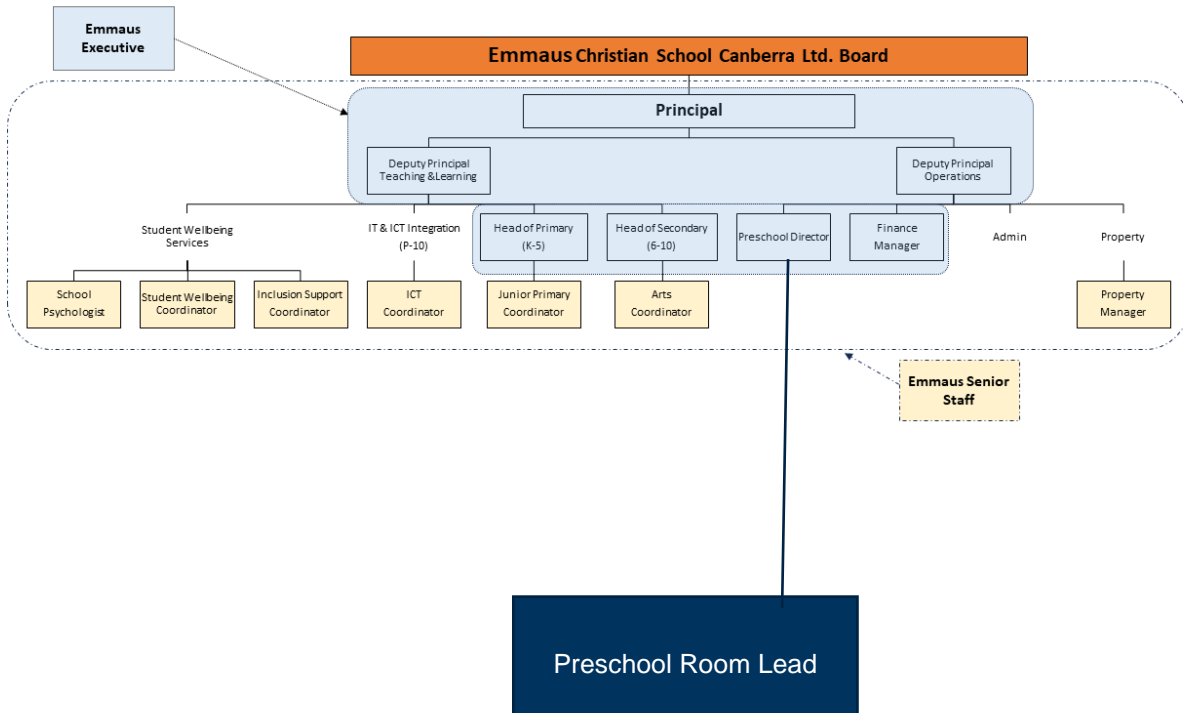 Emmaus
Executive
Emmaus Christian School Canberra Ltd. Board
Principal
Deputy Principal
Teaching &Learning
Deputy Principal
Operations
Student Wellbeing
Services
IT & ICT Integration
(P-10)
Head of Primary
(K-5)
Head of Secondary
(6-10)
Preschool Director
Finance
Manager
Admin
Property
School
Psychologist
Student Wellbeing
Coordinator
Inclusion Support
Coordinator
ICT
Coordinator
Junior Primary
Coordinator
Arts
Coordinator
Property
Manager
Emmaus Senior
Staff
Preschool Room Lead